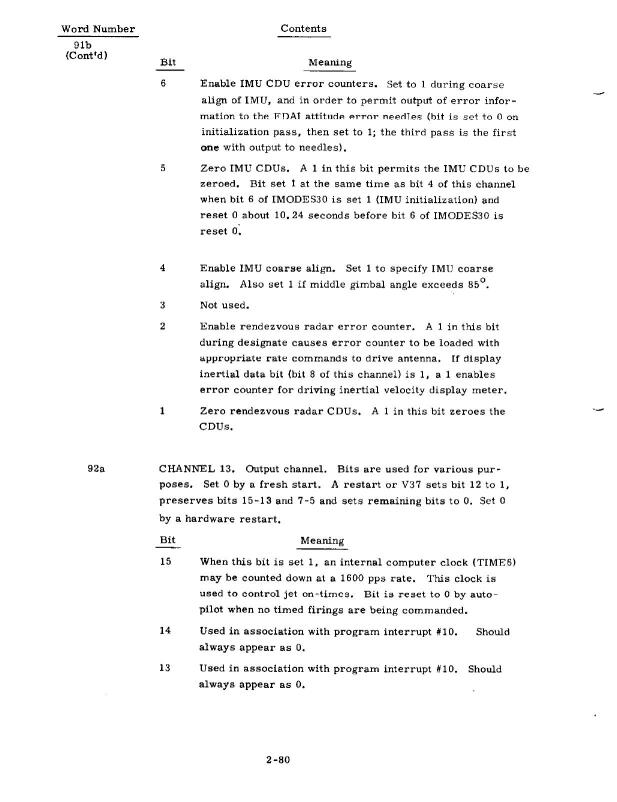 Word Number Contents
91b
(Cont'd)
Bit Meaning
6 Enable IMU CDU error counters. Set to 1 during coarse
align of IMU, and in order to permit output of error infor-
mation to the FDAI attitude error needles (bit is set to 0 on
initialization pass, then set to 1; the third pass is the first
one with output to needles).
5 Zero IMU CDUs. A 1 in this bit permits the IMU CDUs to be
zeroed. Bit set 1 at the same time as bit 4 of this channel
when bit 6 of IMODES30 is set 1 (IMU initialization) and
reset 0 about 10.24 seconds before bit 6 of IMODES30 is
reset 0.
4 Enable IMU coarse align. Set 1 to specify IMU coarse
align. Also set 1 if middle gimbal angle exceeds 85°.
3 Not used.
2 Enable rendezvous radar error counter. A 1 in this bit
during designate causes error counter to be loaded with
appropriate rate commands to drive antenna. If display
inertial data bit (bit 8 of this channel) is 1, a 1 enables
error counter for driving inertial velocity display meter.
1 Zero rendezvous radar CDUs. A 1 in this bit zeroes the
CDUs.
92a CHANNEL 13. Output channel. Bits are used for various pur-
poses. Set 0 by a fresh start. A restart or V37 sets bit 12 to 1,
preserves bits 15-13 and 7-5 and sets remaining bits to 0. Set 0
by a hardware restart.
Bit Meaning
15 When this bit is set 1, an internal computer clock (TIME6)
may be counted down at a 1600 pps rate. This clock is
used to control jet on-times. Bit is reset to 0 by auto-
pilot when no timed firings are being commanded.
14 Used in association with program interrupt #10. Should
always appear as 0.
13 Used in association with program interrupt #10. Should
always appear as 0.
2-80